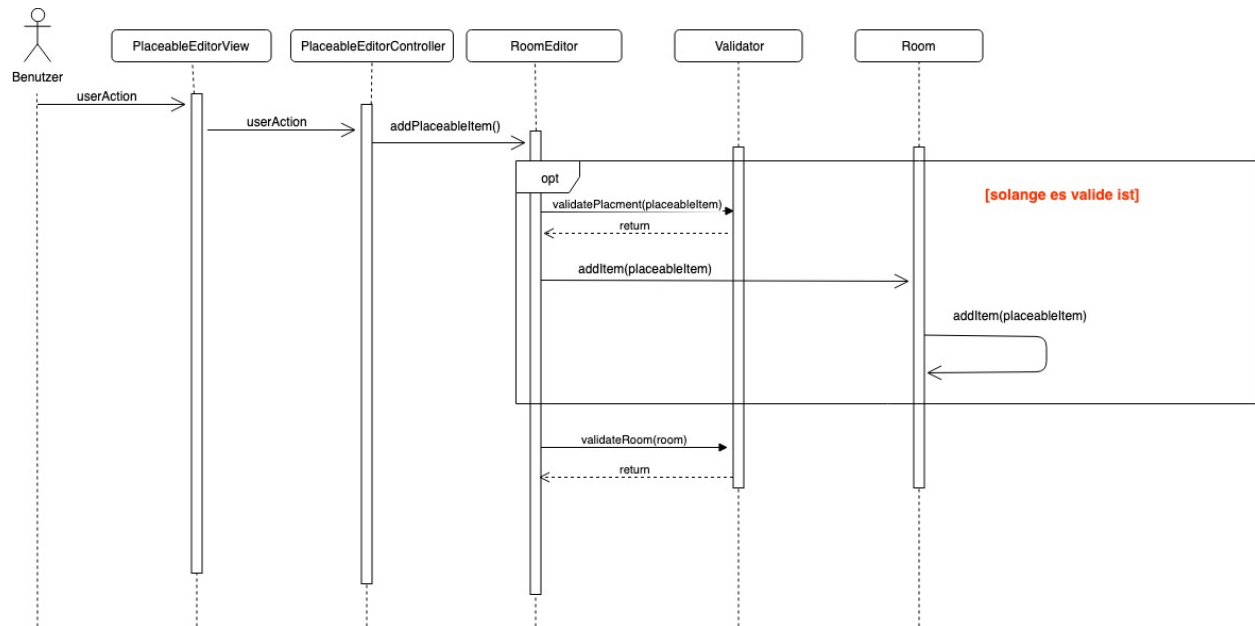 Benutzer
PlaceableEditorView
PlaceableEditorController
RoomEditor
Validator
Room
userAction
userAction
addPlaceableItem()
opt
[solange es valide ist]
validatePlacment(placeableItem)
return
addItem(placeableItem)
addItem(placeableItem)
validateRoom(room)
return